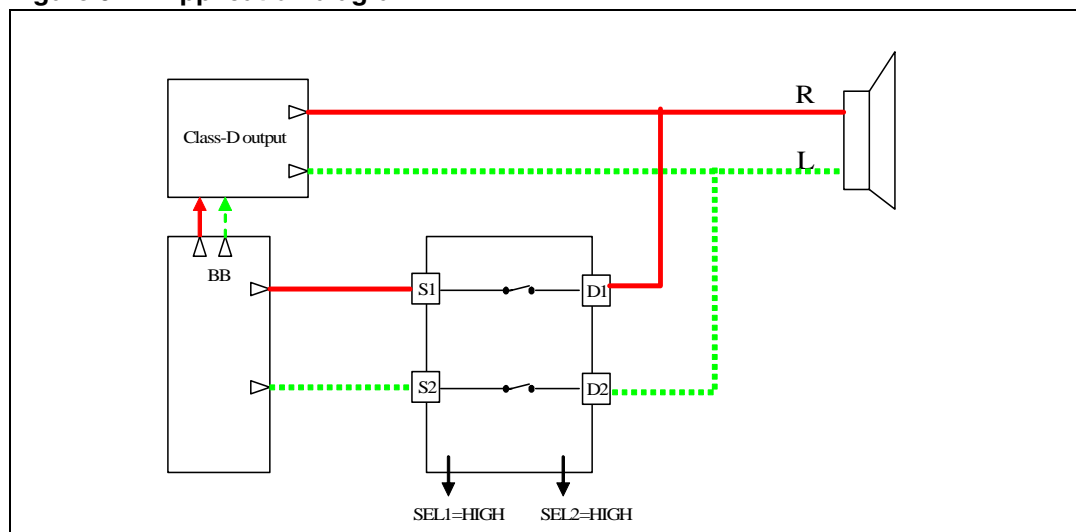 R
Class-D output
L
BB
S1
D1
S2
D2
SEL1=HIGH
SEL2=HIGH